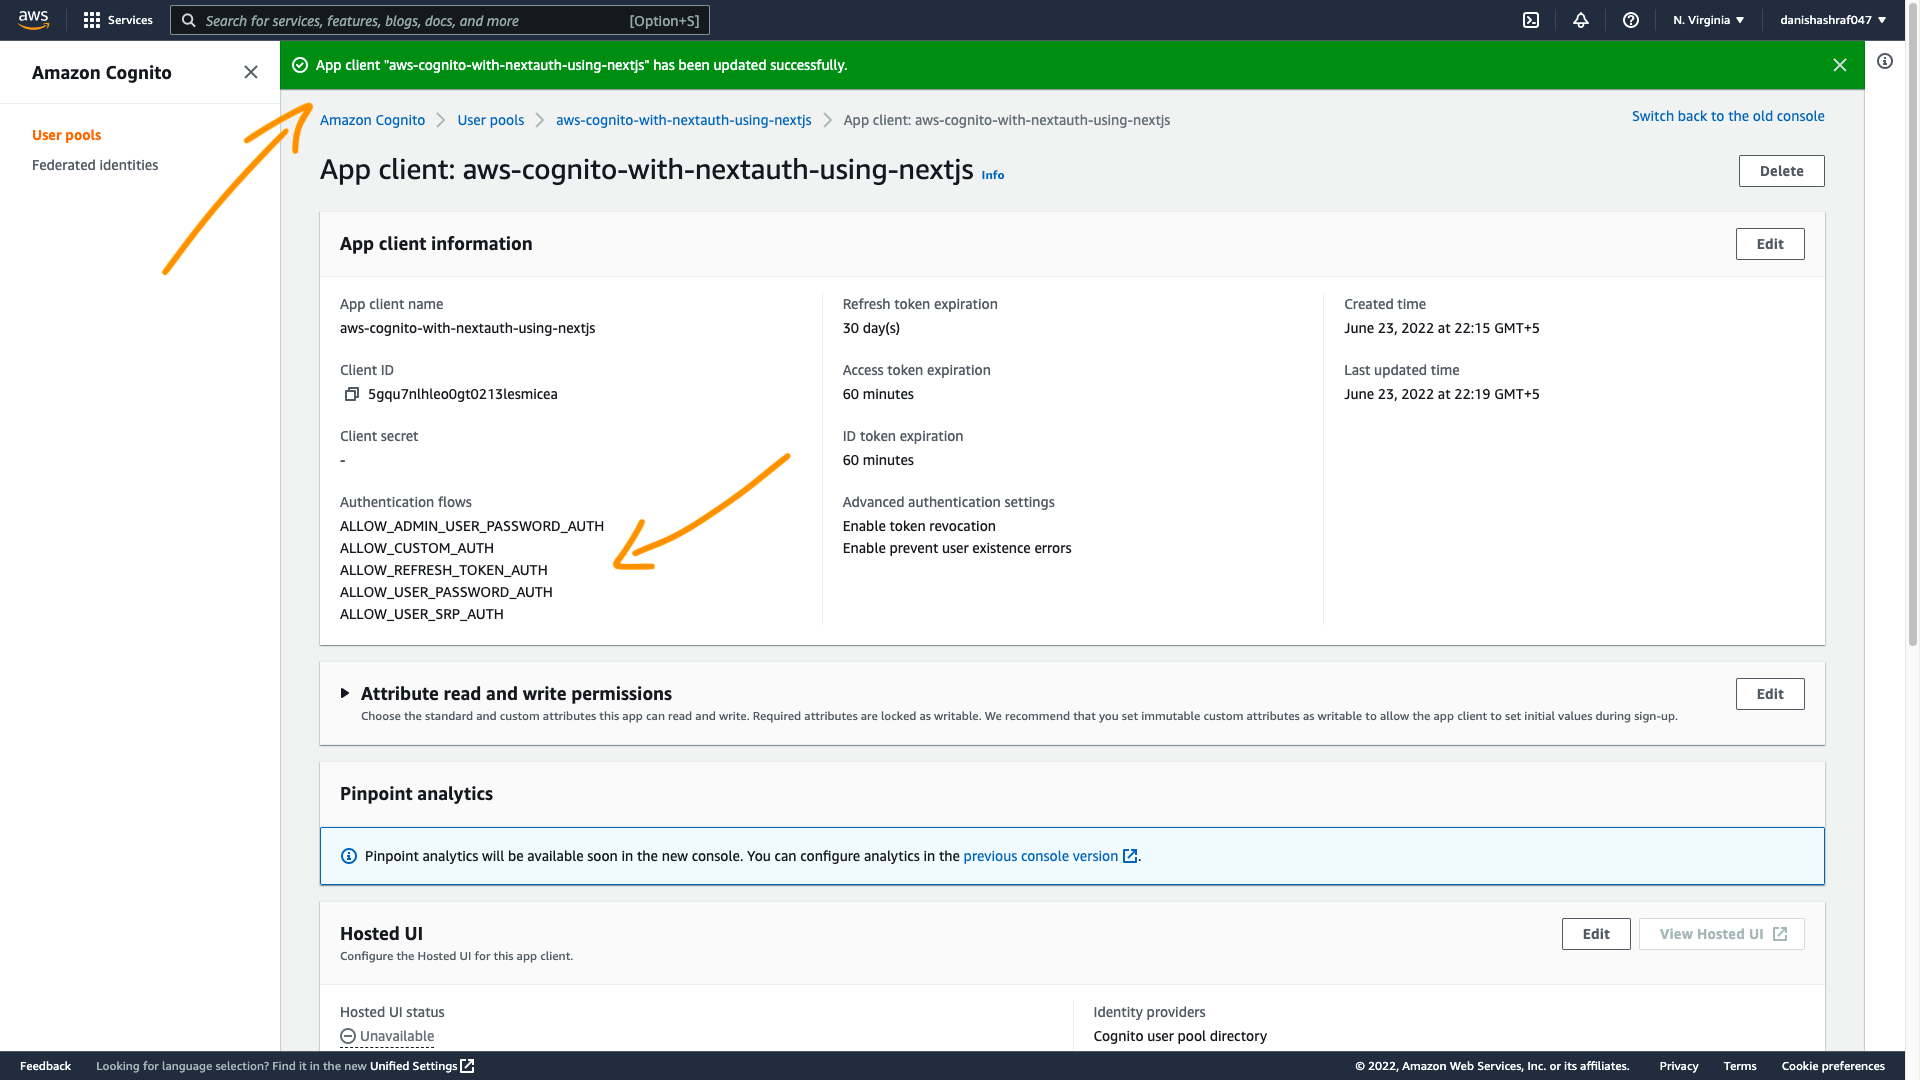 aws
Services
Search for services, features, blogs, docs, and more
[Option+S]
N. Virginia
danishashraf047
Amazon Cognito
User pools
Federated identities
App client "aws-cognito-with-nextauth-using-nextjs" has been updated successfully.
Amazon Cognito
User pools
aws-cognito-with-nextauth-using-nextjs
App client: aws-cognito-with-nextauth-using-nextjs
Switch back to the old console
App client: aws-cognito-with-nextauth-using-nextjs
Info
Delete
App client information
Edit
App client name
aws-cognito-with-nextauth-using-nextjs
Client ID
5gqu7nlhleo0gt0213lesmicea
Client secret
-
Authentication flows
ALLOW_ADMIN_USER_PASSWORD_AUTH
ALLOW_CUSTOM_AUTH
ALLOW_REFRESH_TOKEN_AUTH
ALLOW_USER_PASSWORD_AUTH
ALLOW_USER_SRP_AUTH
Refresh token expiration
30 day(s)
Access token expiration
60 minutes
ID token expiration
60 minutes
Advanced authentication settings
Enable token revocation
Enable prevent user existence errors
Created time
June 23, 2022 at 22:15 GMT+5
Last updated time
June 23, 2022 at 22:19 GMT+5
Attribute read and write permissions
Edit
Choose the standard and custom attributes this app can read and write. Required attributes are locked as writable. We recommend that you set immutable custom attributes as writable to allow the app client to set initial values during sign-up.
Pinpoint analytics
Pinpoint analytics will be available soon in the new console. You can configure analytics in the previous console version.
Hosted UI
Edit
View Hosted UI
Configure the Hosted UI for this app client.
Hosted UI status
Unavailable
Identity providers
Cognito user pool directory
Feedback
Looking for language selection? Find it in the new Unified Settings
© 2022, Amazon Web Services, Inc. or its affiliates.
Privacy
Terms
Cookie preferences